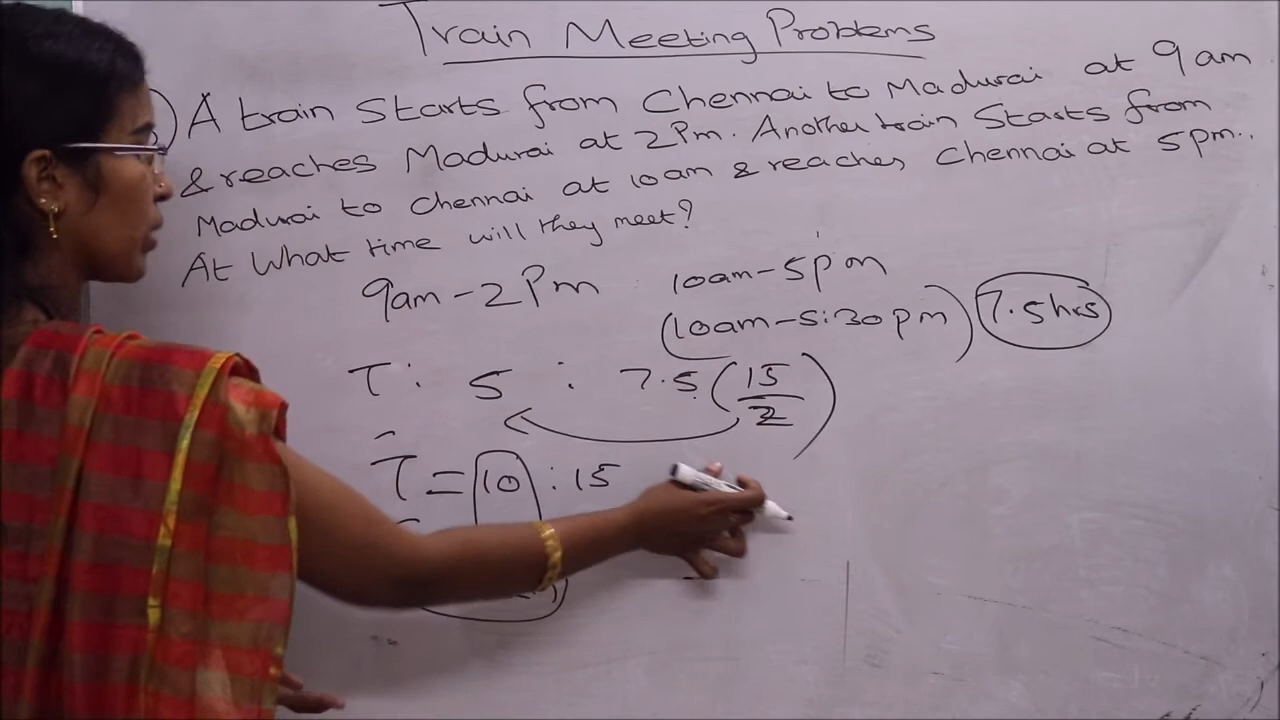 Train Meeting Problems
) A train starts from Chennai to Madurai at 9am
& reaches Madurai at 2Pm. Another train starts from
Madurai to Chennai at 10am & reaches Chennai at 5pm..
At What time will they meet?
9am - 2Pm 10am - 5pm
(10am - 5:30pm) 7.5hrs
T: 5 : 7.5 (15/2)
T = 10 : 15